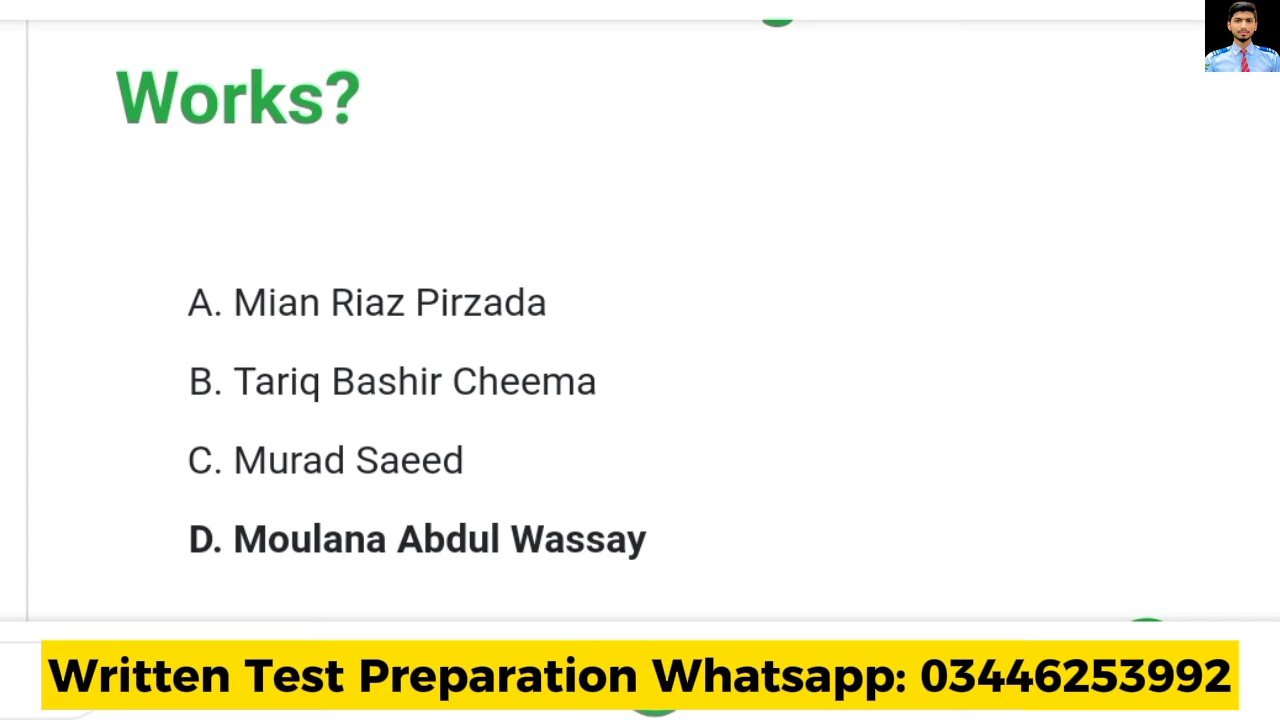 Works?
A. Mian Riaz Pirzada
B. Tariq Bashir Cheema
C. Murad Saeed
D. Moulana Abdul Wassay
Written Test Preparation Whatsapp: 03446253992